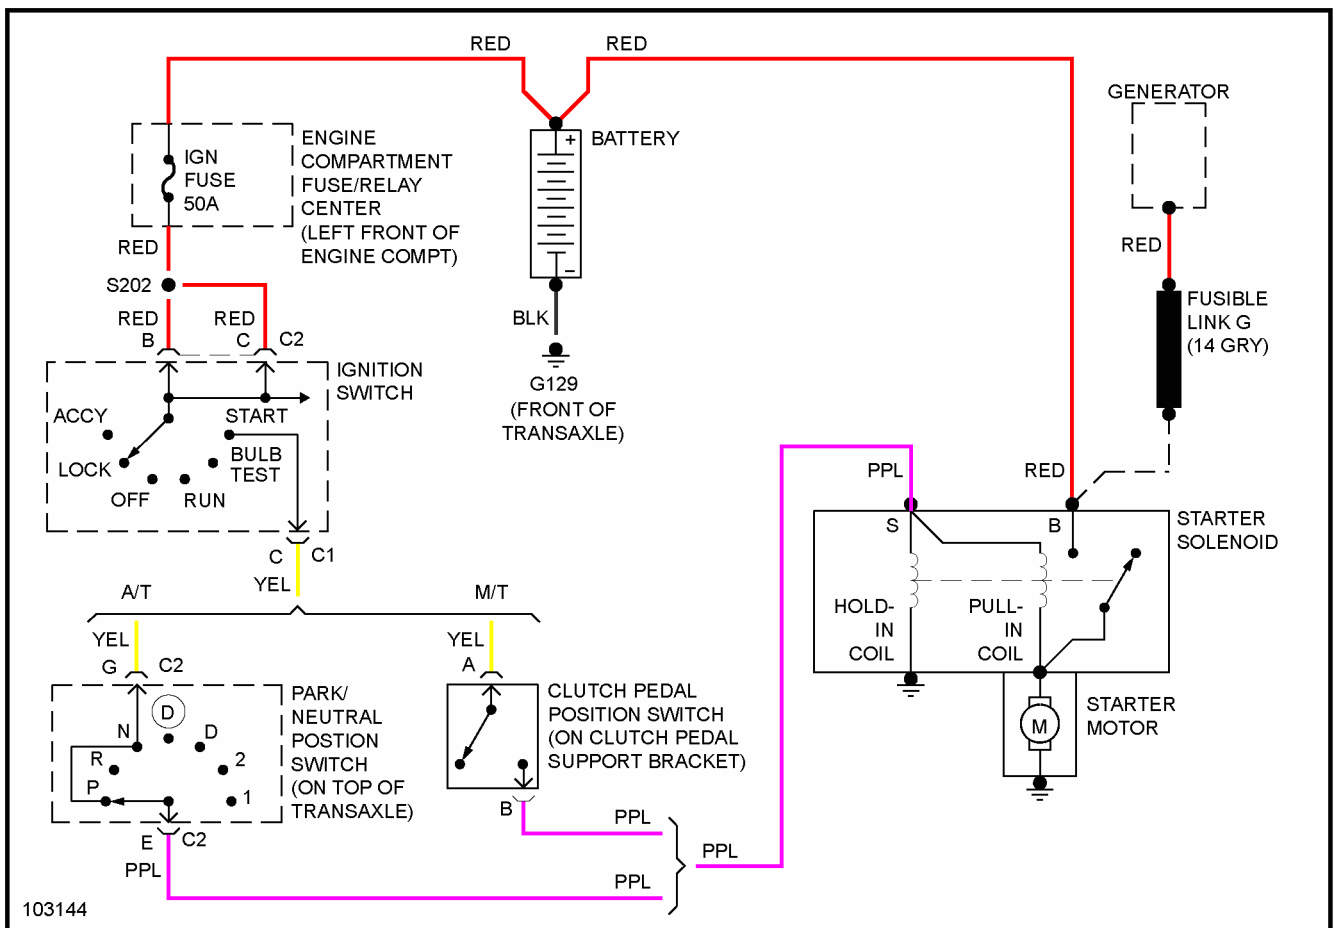 RED
RED
GENERATOR
BATTERY
+
−
IGN
FUSE
50A
ENGINE
COMPARTMENT
FUSE/RELAY
CENTER
(LEFT FRONT OF
ENGINE COMPT)
RED
S202
RED
RED
B
C
C2
BLK
G129
(FRONT OF
TRANSAXLE)
RED
FUSIBLE
LINK G
(14 GRY)
IGNITION
SWITCH
ACCY
START
LOCK
BULB
TEST
OFF
RUN
C
C1
YEL
PPL
RED
S
B
STARTER
SOLENOID
HOLD-
IN
COIL
PULL-
IN
COIL
M
STARTER
MOTOR
A/T
M/T
YEL
G
C2
YEL
A
PARK/
NEUTRAL
POSTION
SWITCH
(ON TOP OF
TRANSAXLE)
D
N
D
R
2
P
1
E
C2
PPL
CLUTCH PEDAL
POSITION SWITCH
(ON CLUTCH PEDAL
SUPPORT BRACKET)
B
PPL
PPL
PPL
103144